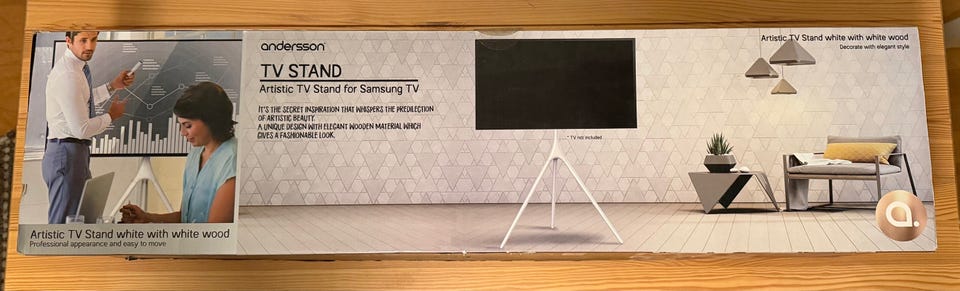 andersson
TV STAND
Artistic TV Stand for Samsung TV
IT'S THE SECRET INSPIRATION THAT WHISPERS THE PREDILECTION
OF ARTISTIC BEAUTY.
A UNIQUE DESIGN WITH ELEGANT WOODEN MATERIAL WHICH
GIVES A FASHIONABLE LOOK.
Artistic TV Stand white with white wood
Professional appearance and easy to move
" TV not included
Artistic TV Stand white with white wood
Decorate with elegant style
a.